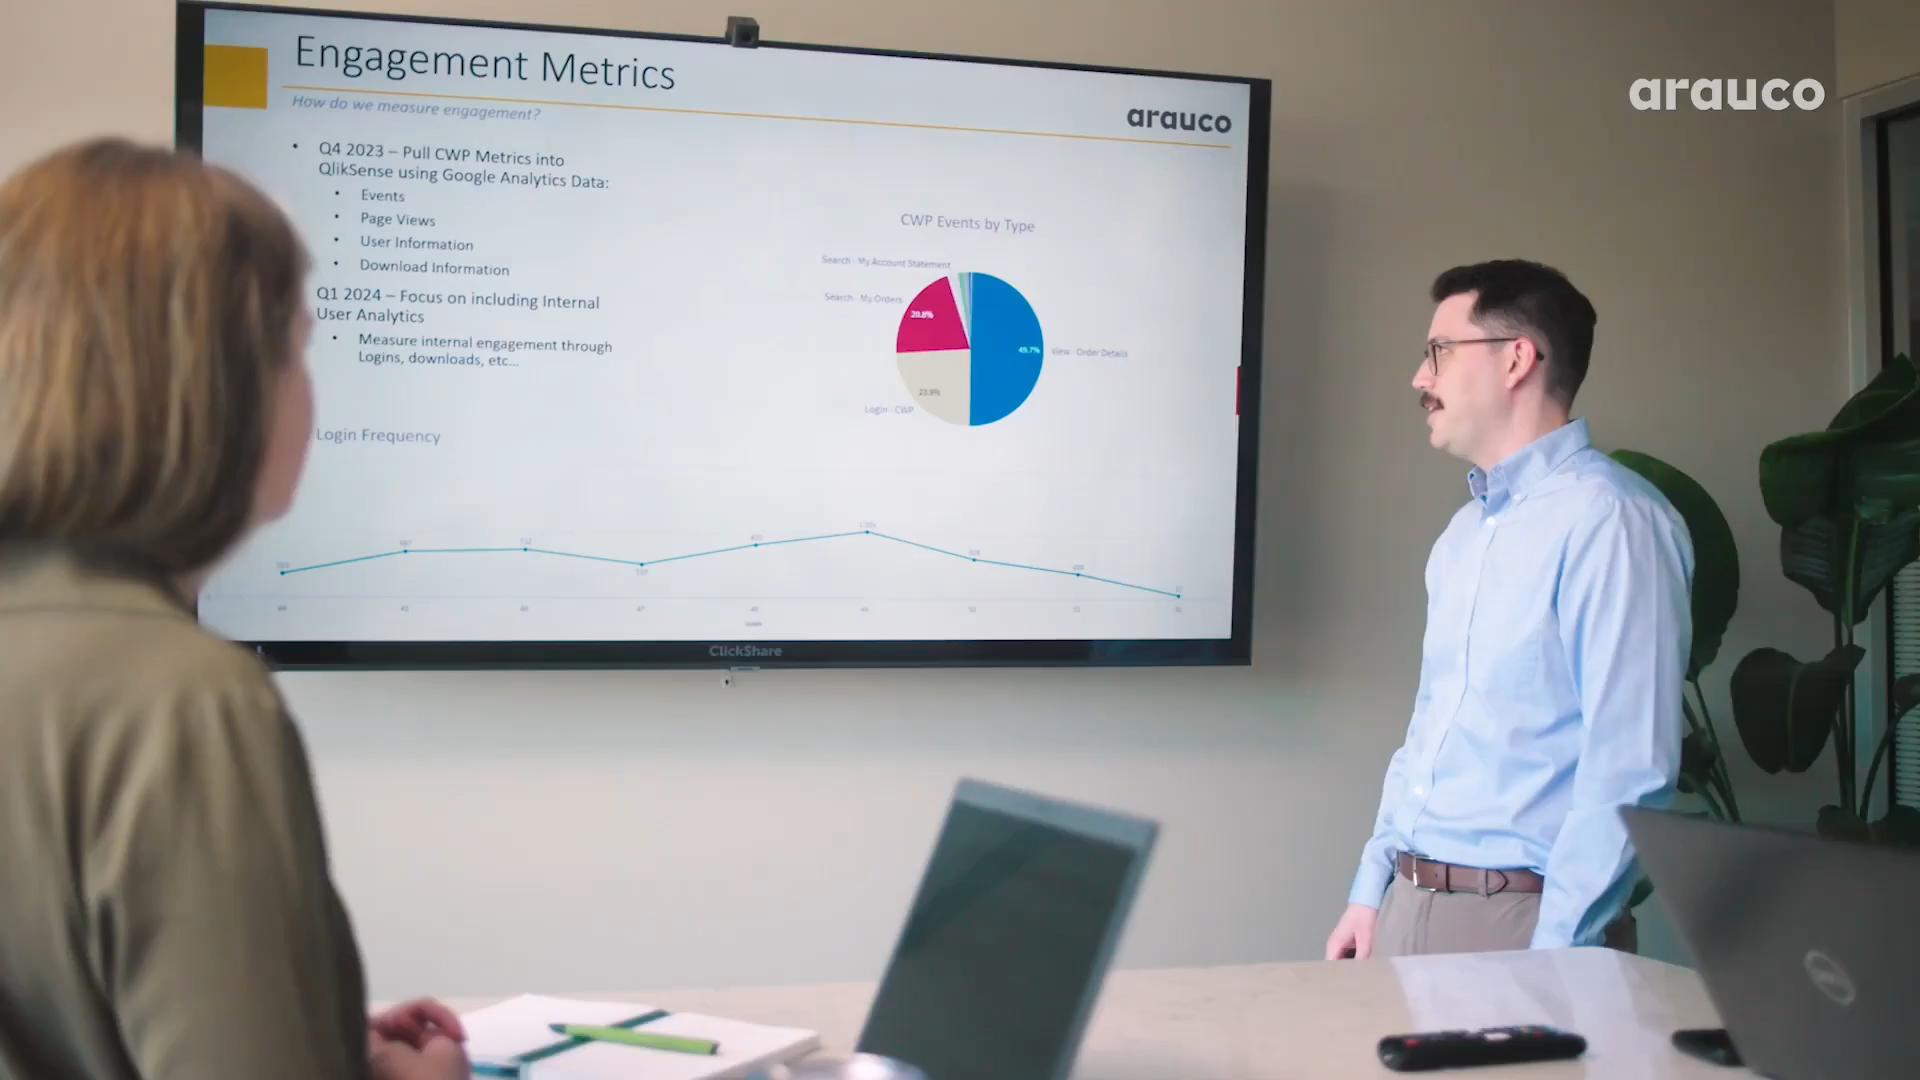 Engagement Metrics
How do we measure engagement?
arauco
arauco
• Q4 2023 – Pull CWP Metrics into
QlikSense using Google Analytics Data:
• Events
• Page Views
• User Information
• Download Information
Q1 2024 – Focus on including Internal
User Analytics
• Measure internal engagement through
Logins, downloads, etc...
CWP Events by Type
Search - My Account Statement
Search - My Orders
20.8%
49.7%
View - Order Details
23.9%
Login - CWP
Login Frequency
ClickShare
DELL